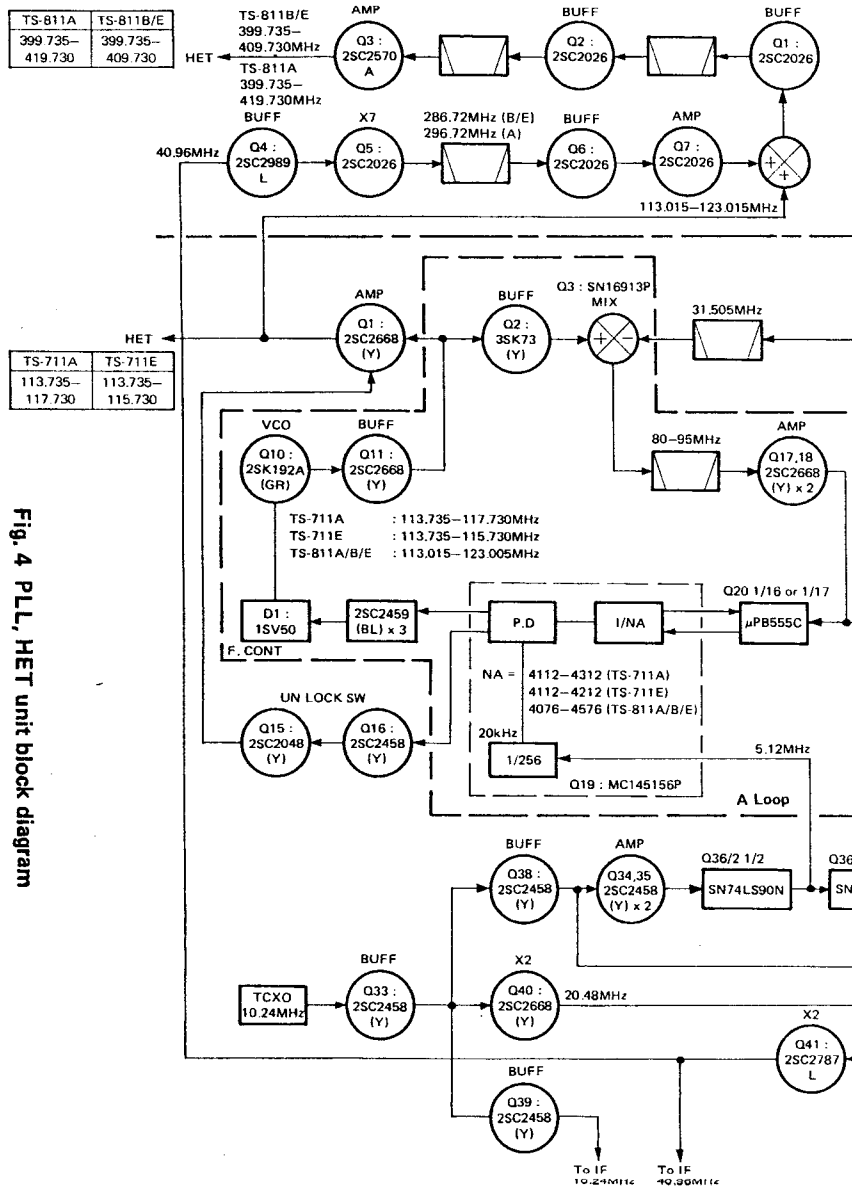 TS-811A TS-811B/E
399.735– 399.735–
419.730 409.730
HET
TS-811B/E
399.735–
409.730MHz
TS-811A
399.735–
419.730MHz
AMP
Q3 :
2SC2570
A
BUFF
Q2 :
2SC2026
BUFF
Q1 :
2SC2026
40.96MHz
BUFF
Q4 :
2SC2989
L
X7
Q5 :
2SC2026
286.72MHz (B/E)
296.72MHz (A)
BUFF
Q6 :
2SC2026
AMP
Q7 :
2SC2026
+
+
113.015–123.015MHz
HET
TS-711A TS-711E
113.735– 113.735–
117.730 115.730
AMP
Q1 :
2SC2668
(Y)
BUFF
Q2 :
3SK73
(Y)
Q3 : SN16913P
MIX
+ −
31.505MHz
VCO
Q10 :
2SK192A
(GR)
BUFF
Q11 :
2SC2668
(Y)
80–95MHz
AMP
Q17,18
2SC2668
(Y) x 2
TS-711A : 113.735–117.730MHz
TS-711E : 113.735–115.730MHz
TS-811A/B/E : 113.015–123.005MHz
D1 :
1SV50
2SC2459
(BL) x 3
P.D
I/NA
Q20 1/16 or 1/17
μPB555C
F. CONT
NA = 4112–4312 (TS-711A)
4112–4212 (TS-711E)
4076–4576 (TS-811A/B/E)
UN LOCK SW
Q15 :
2SC2048
(Y)
Q16 :
2SC2458
(Y)
20kHz
1/256
Q19 : MC145156P
5.12MHz
A Loop
BUFF
Q38 :
2SC2458
(Y)
AMP
Q34,35
2SC2458
(Y) x 2
Q36/2 1/2
SN74LS90N
Q36
SN
TCXO
10.24MHz
BUFF
Q33 :
2SC2458
(Y)
X2
Q40 :
2SC2668
(Y)
20.48MHz
X2
Q41 :
2SC2787
L
BUFF
Q39 :
2SC2458
(Y)
To IF
10.24MHz
To IF
40.96MHz
Fig. 4 PLL, HET unit block diagram